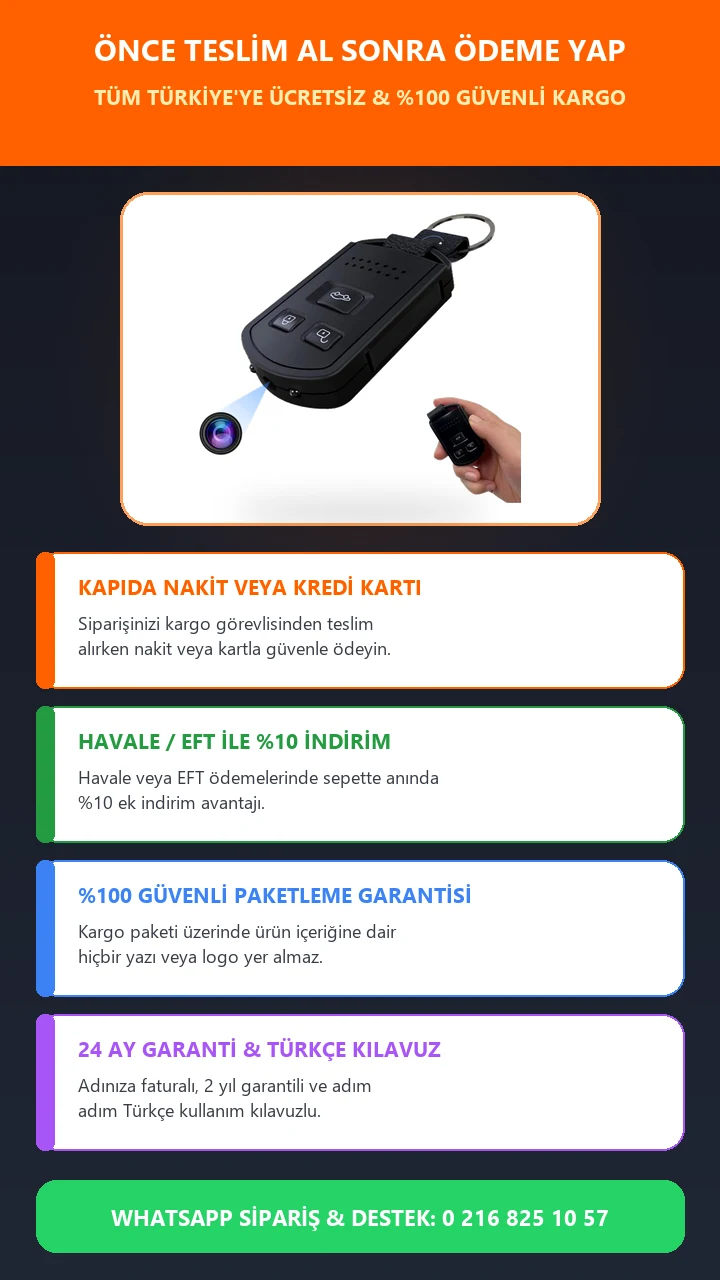 ÖNCE TESLİM AL SONRA ÖDEME YAP
TÜM TÜRKİYE'YE ÜCRETSİZ & %100 GÜVENLİ KARGO
KAPIDA NAKİT VEYA KREDİ KARTI
Siparişinizi kargo görevlisinden teslim
alırken nakit veya kartla güvenle ödeyin.
HAVALE / EFT İLE %10 İNDİRİM
Havale veya EFT ödemelerinde sepette anında
%10 ek indirim avantajı.
%100 GÜVENLİ PAKETLEME GARANTİSİ
Kargo paketi üzerinde ürün içeriğine dair
hiçbir yazı veya logo yer almaz.
24 AY GARANTİ & TÜRKÇE KILAVUZ
Adınıza faturalı, 2 yıl garantili ve adım
adım Türkçe kullanım kılavuzlu.
WHATSAPP SİPARİŞ & DESTEK: 0 216 825 10 57